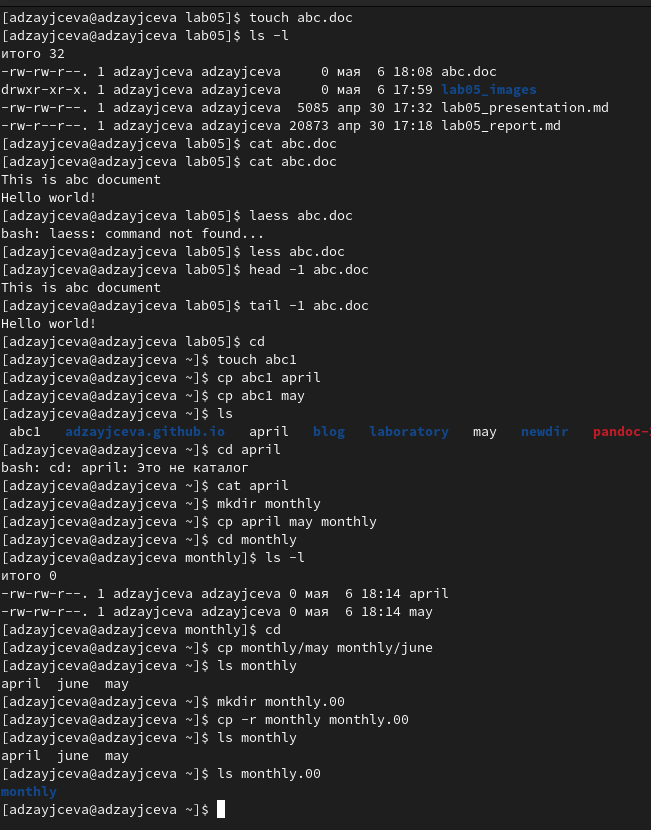 [adzayjceva@adzayjceva lab05]$ touch abc.doc
[adzayjceva@adzayjceva lab05]$ ls -l
итого 32
-rw-rw-r--. 1 adzayjceva adzayjceva     0 мая  6 18:08 abc.doc
drwxr-xr-x. 1 adzayjceva adzayjceva     0 мая  6 17:59 lab05_images
-rw-rw-r--. 1 adzayjceva adzayjceva  5085 апр 30 17:32 lab05_presentation.md
-rw-r--r--. 1 adzayjceva adzayjceva 20873 апр 30 17:18 lab05_report.md
[adzayjceva@adzayjceva lab05]$ cat abc.doc
[adzayjceva@adzayjceva lab05]$ cat abc.doc
This is abc document
Hello world!
[adzayjceva@adzayjceva lab05]$ laess abc.doc
bash: laess: command not found...
[adzayjceva@adzayjceva lab05]$ less abc.doc
[adzayjceva@adzayjceva lab05]$ head -1 abc.doc
This is abc document
[adzayjceva@adzayjceva lab05]$ tail -1 abc.doc
Hello world!
[adzayjceva@adzayjceva lab05]$ cd
[adzayjceva@adzayjceva ~]$ touch abc1
[adzayjceva@adzayjceva ~]$ cp abc1 april
[adzayjceva@adzayjceva ~]$ cp abc1 may
[adzayjceva@adzayjceva ~]$ ls
 abc1   adzayjceva.github.io   april   blog   laboratory   may   newdir   pandoc-
[adzayjceva@adzayjceva ~]$ cd april
bash: cd: april: Это не каталог
[adzayjceva@adzayjceva ~]$ cat april
[adzayjceva@adzayjceva ~]$ mkdir monthly
[adzayjceva@adzayjceva ~]$ cp april may monthly
[adzayjceva@adzayjceva ~]$ cd monthly
[adzayjceva@adzayjceva monthly]$ ls -l
итого 0
-rw-rw-r--. 1 adzayjceva adzayjceva 0 мая  6 18:14 april
-rw-rw-r--. 1 adzayjceva adzayjceva 0 мая  6 18:14 may
[adzayjceva@adzayjceva monthly]$ cd
[adzayjceva@adzayjceva ~]$ cp monthly/may monthly/june
[adzayjceva@adzayjceva ~]$ ls monthly
april  june  may
[adzayjceva@adzayjceva ~]$ mkdir monthly.00
[adzayjceva@adzayjceva ~]$ cp -r monthly monthly.00
[adzayjceva@adzayjceva ~]$ ls monthly
april  june  may
[adzayjceva@adzayjceva ~]$ ls monthly.00
monthly
[adzayjceva@adzayjceva ~]$